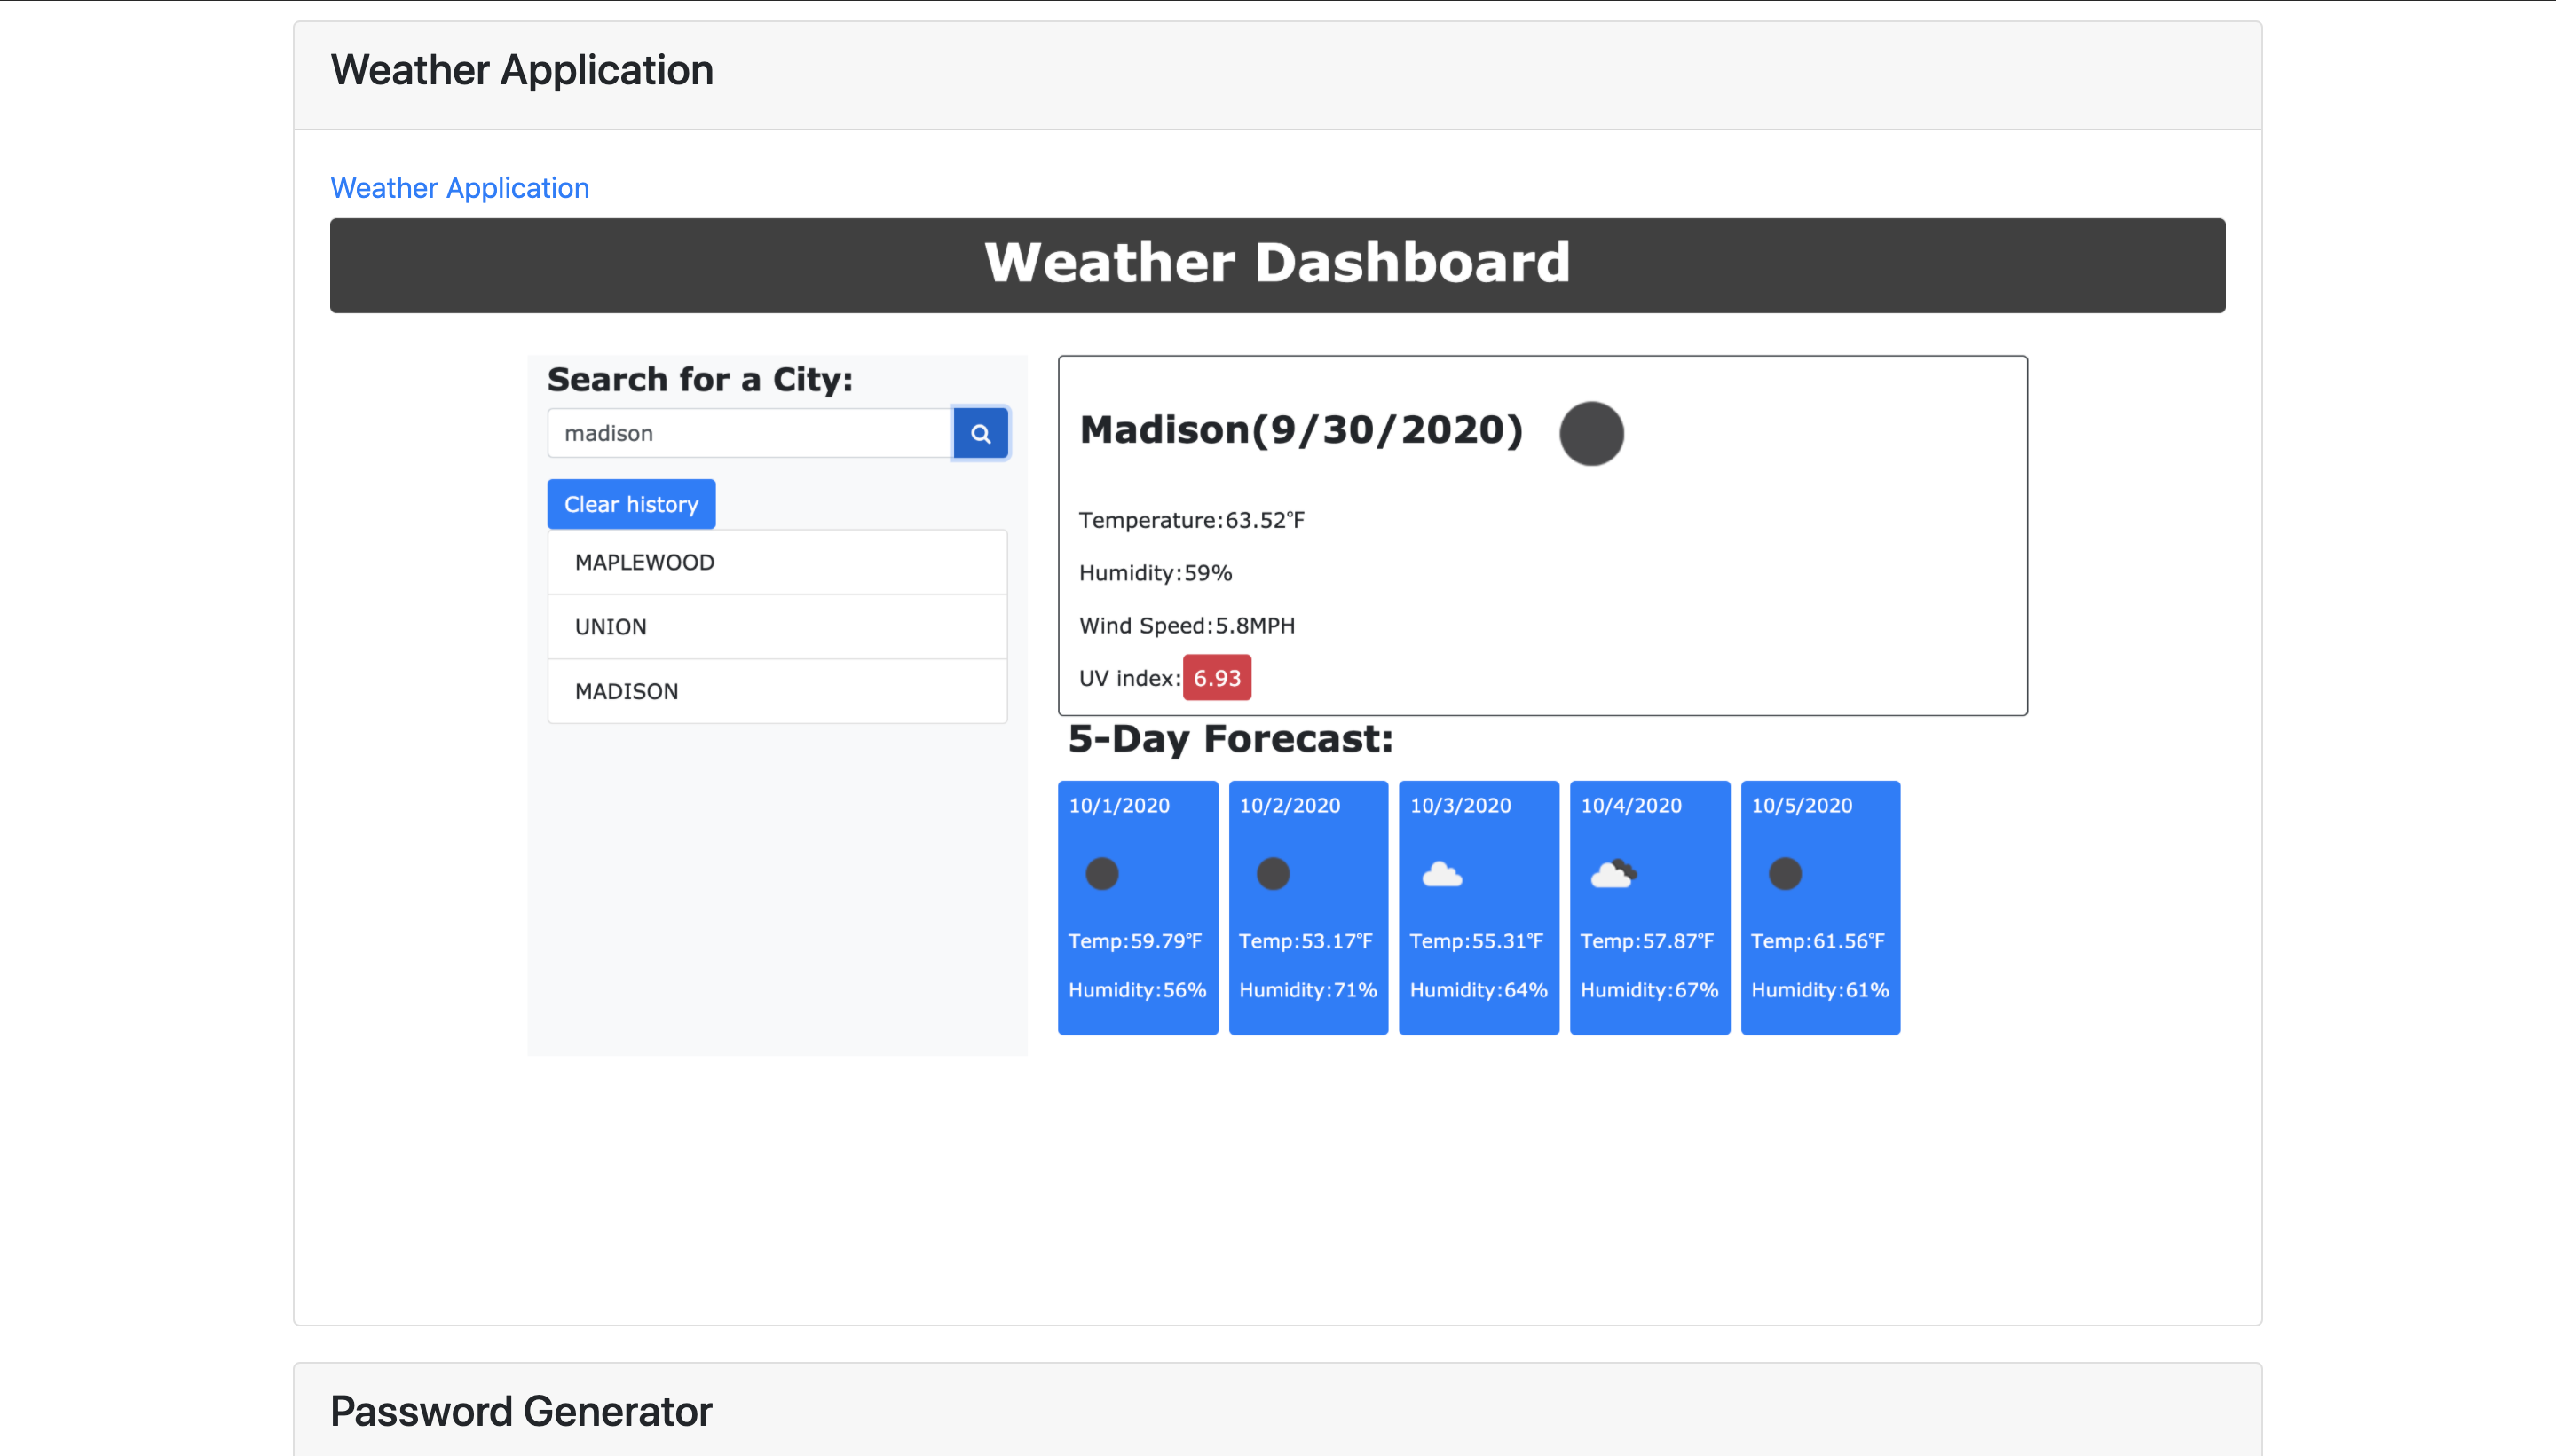 Weather Application
Weather Application
Weather Dashboard
Search for a City:
madison
Clear history
MAPLEWOOD
UNION
MADISON
Madison(9/30/2020)
Temperature:63.52°F
Humidity:59%
Wind Speed:5.8MPH
UV index:6.93
5-Day Forecast:
10/1/2020
Temp:59.79°F
Humidity:56%
10/2/2020
Temp:53.17°F
Humidity:71%
10/3/2020
Temp:55.31°F
Humidity:64%
10/4/2020
Temp:57.87°F
Humidity:67%
10/5/2020
Temp:61.56°F
Humidity:61%
Password Generator